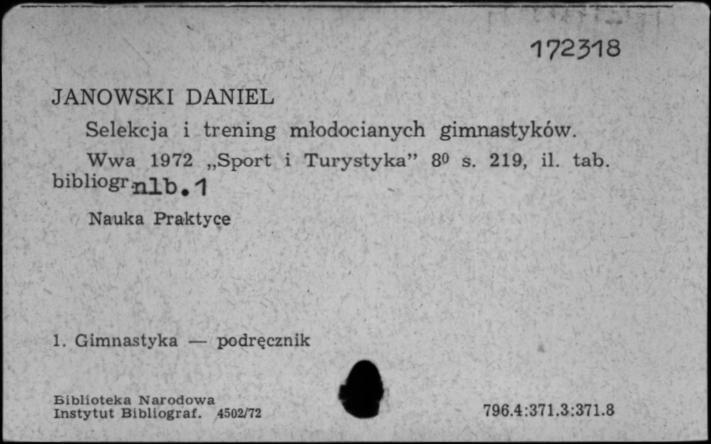 172318
JANOWSKI DANIEL
Selekcja i trening młodocianych gimnastyków.
Wwa 1972 „Sport i Turystyka” 8⁰ s. 219, il. tab.
bibliogr. nlb.1
Nauka Praktyce
1. Gimnastyka — podręcznik
Biblioteka Narodowa
Instytut Bibliograf. 4502/72
796.4:371.3:371.8